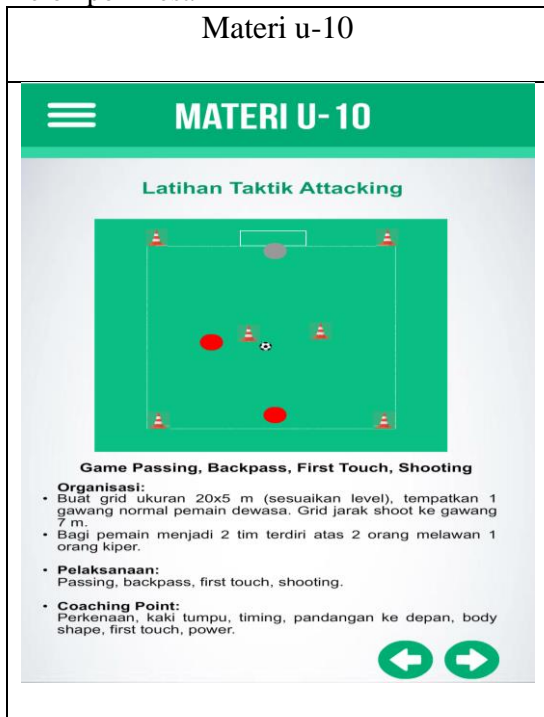 Materi u-10
MATERI U-10
Latihan Taktik Attacking
Game Passing, Backpass, First Touch, Shooting
Organisasi:
• Buat grid ukuran 20x5 m (sesuaikan level), tempatkan 1
gawang normal pemain dewasa. Grid jarak shoot ke gawang
7 m.
• Bagi pemain menjadi 2 tim terdiri atas 2 orang melawan 1
orang kiper.
• Pelaksanaan:
Passing, backpass, first touch, shooting.
• Coaching Point:
Perkenaan, kaki tumpu, timing, pandangan ke depan, body
shape, first touch, power.